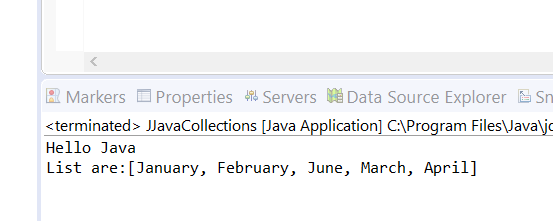 Markers Properties Servers Data Source Explorer
<terminated> JJavaCollections [Java Application] C:\Program Files\Java\
Hello Java
List are:[January, February, June, March, April]